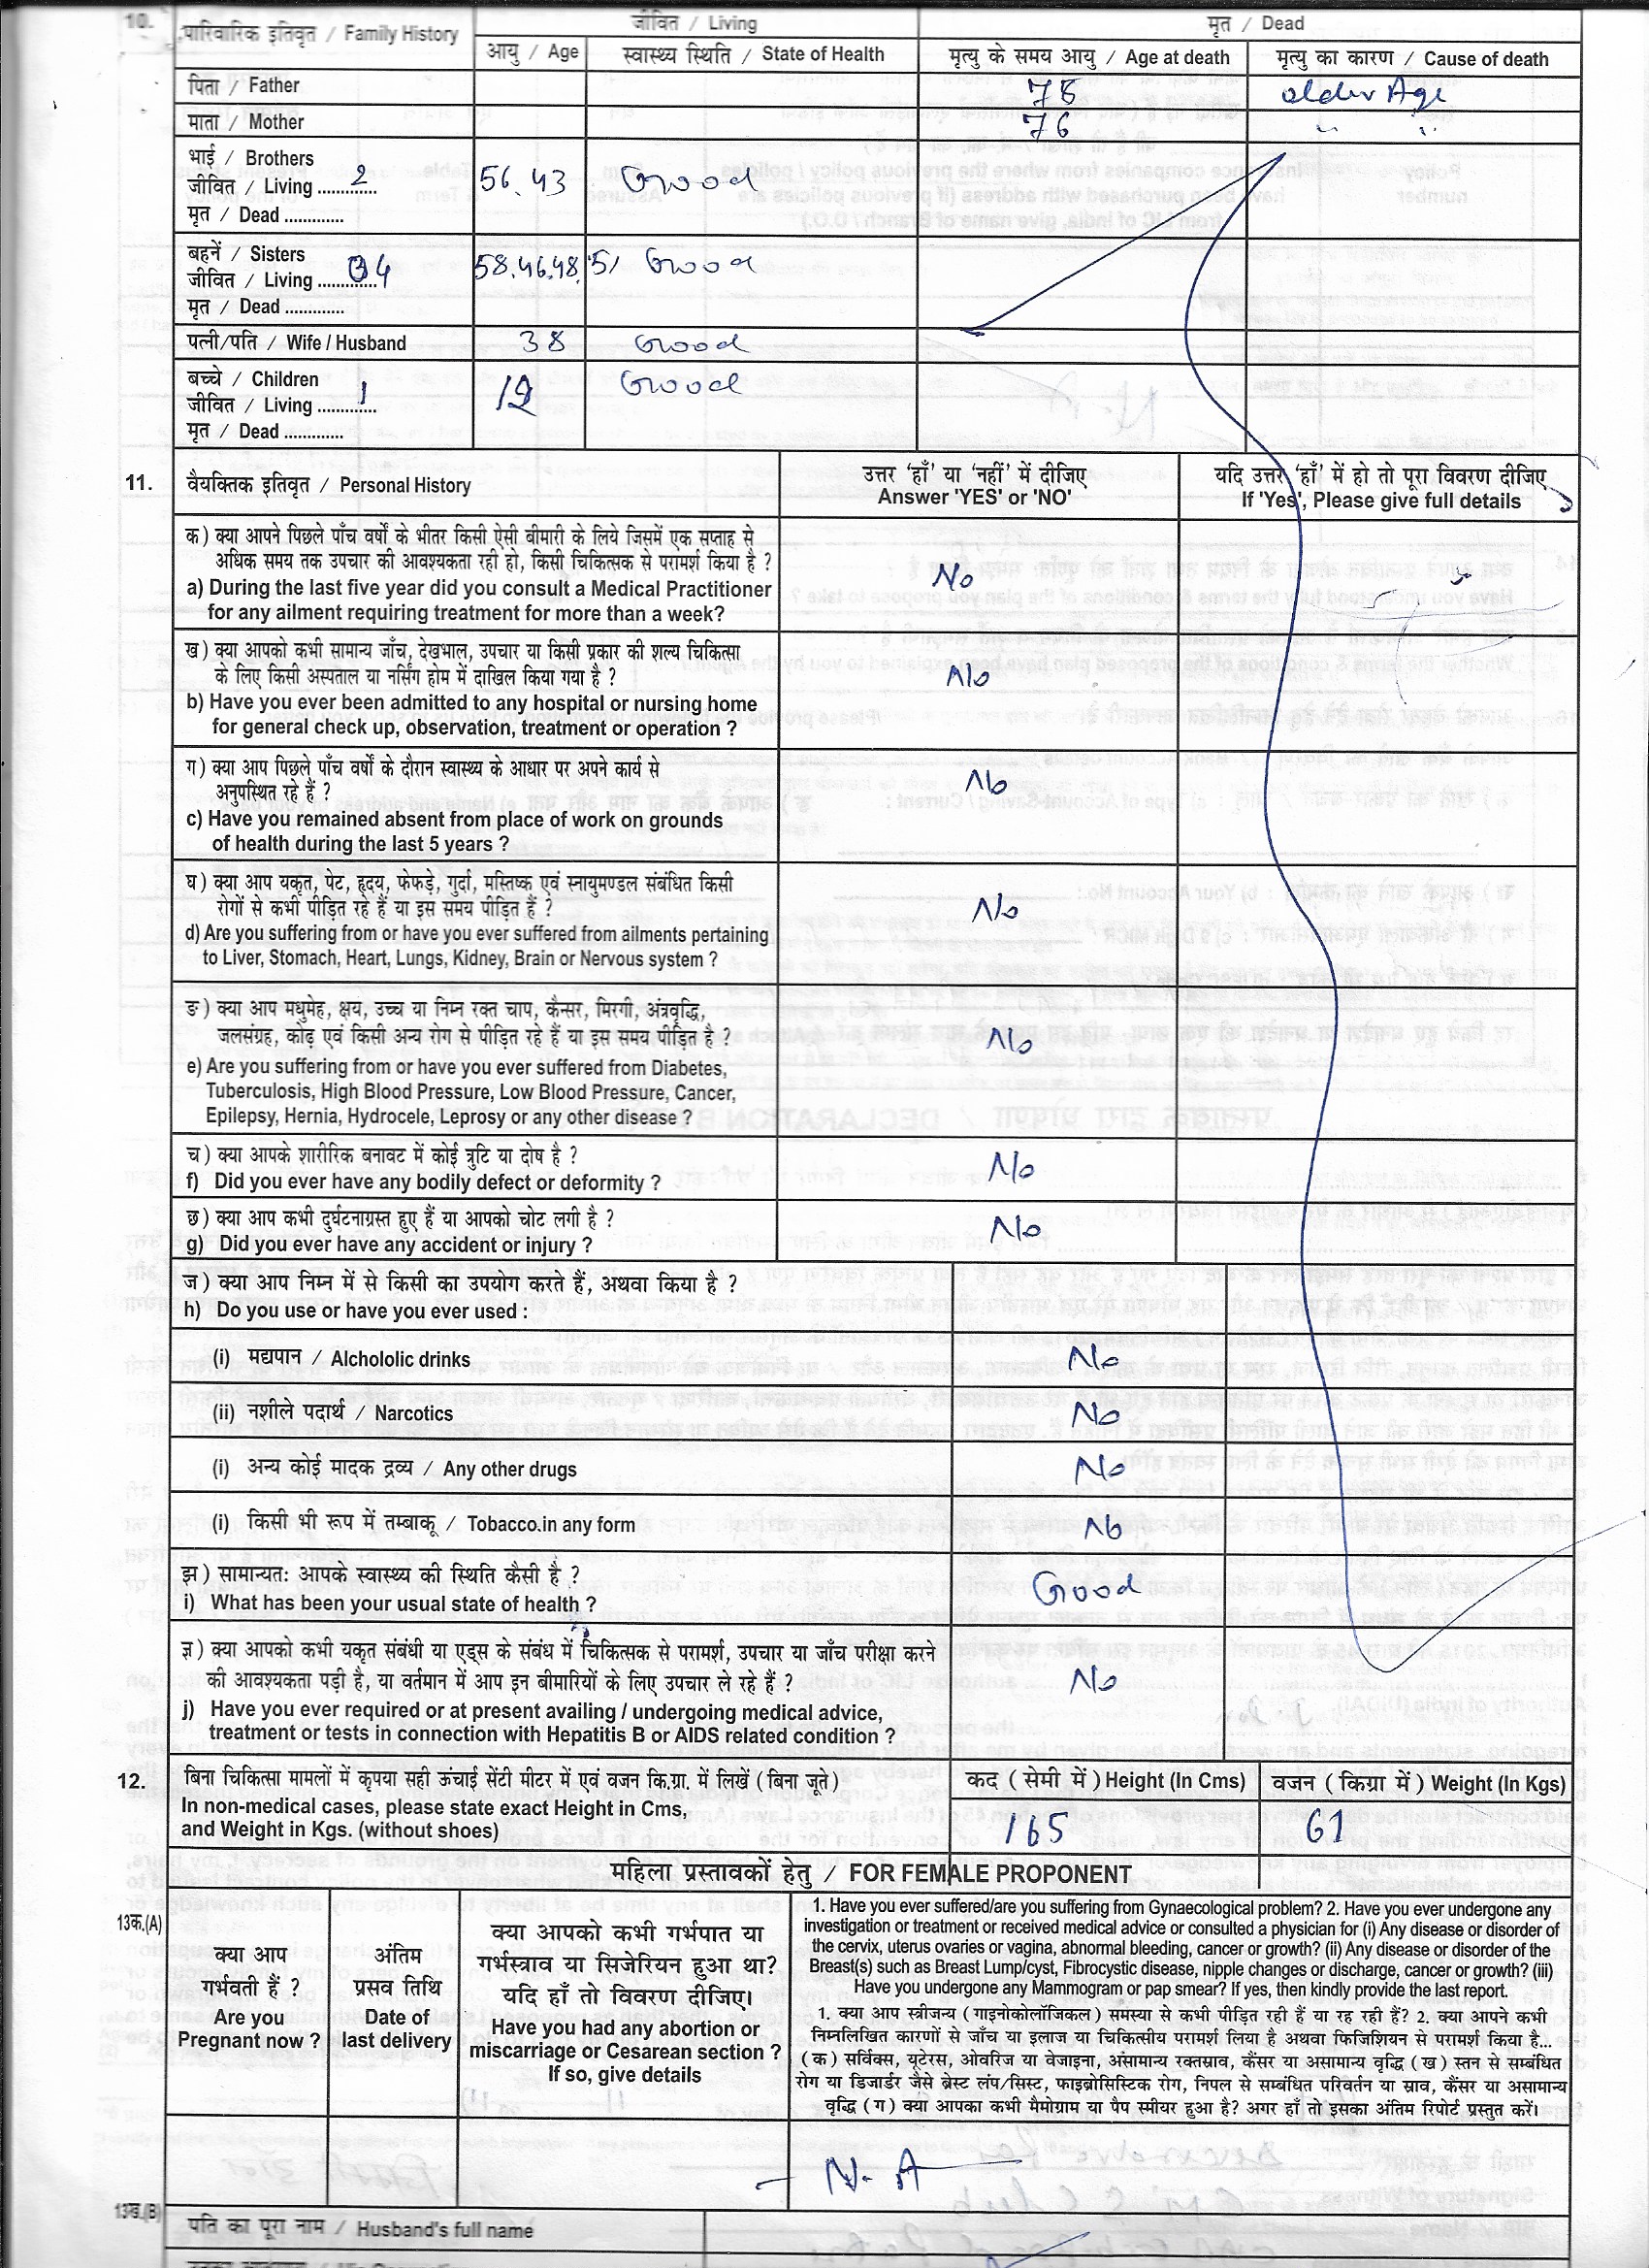 10.
पारिवारिक इतिवृत / Family History
जीवित / Living
मृत / Dead
आयु / Age
स्वास्थ्य स्थिति / State of Health
मृत्यु के समय आयु / Age at death
मृत्यु का कारण / Cause of death
पिता / Father
78
older Age
माता / Mother
76
" "
भाई / Brothers
जीवित / Living ............ 2
56,43
Good
मृत / Dead .............
बहनें / Sisters
जीवित / Living ............. 04
58,46,48,51
Good
मृत / Dead .............
पत्नी/पति / Wife / Husband
38
Good
बच्चे / Children
जीवित / Living ............. 1
12
Good
मृत / Dead .............
11.
वैयक्तिक इतिवृत / Personal History
उत्तर 'हाँ' या 'नहीं' में दीजिए
Answer 'YES' or 'NO'
यदि उत्तर 'हाँ' में हो तो पूरा विवरण दीजिए
If 'Yes', Please give full details
क) क्या आपने पिछले पाँच वर्षों के भीतर किसी ऐसी बीमारी के लिये जिसमें एक सप्ताह से
अधिक समय तक उपचार की आवश्यकता रही हो, किसी चिकित्सक से परामर्श किया है ?
a) During the last five year did you consult a Medical Practitioner
for any ailment requiring treatment for more than a week?
No
ख) क्या आपको कभी सामान्य जाँच, देखभाल, उपचार या किसी प्रकार की शल्य चिकित्सा
के लिए किसी अस्पताल या नर्सिंग होम में दाखिल किया गया है ?
b) Have you ever been admitted to any hospital or nursing home
for general check up, observation, treatment or operation ?
No
ग) क्या आप पिछले पाँच वर्षों के दौरान स्वास्थ्य के आधार पर अपने कार्य से
अनुपस्थित रहे हैं ?
c) Have you remained absent from place of work on grounds
of health during the last 5 years ?
No
घ) क्या आप यकृत, पेट, हृदय, फेफड़े, गुर्दा, मस्तिष्क एवं स्नायुमण्डल संबंधित किसी
रोगों से कभी पीड़ित रहे हैं या इस समय पीड़ित हैं ?
d) Are you suffering from or have you ever suffered from ailments pertaining
to Liver, Stomach, Heart, Lungs, Kidney, Brain or Nervous system ?
No
ङ) क्या आप मधुमेह, क्षय, उच्च या निम्न रक्त चाप, कैन्सर, मिरगी, अंत्रवृद्धि,
जलसंग्रह, कोढ़ एवं किसी अन्य रोग से पीड़ित रहे हैं या इस समय पीड़ित है ?
e) Are you suffering from or have you ever suffered from Diabetes,
Tuberculosis, High Blood Pressure, Low Blood Pressure, Cancer,
Epilepsy, Hernia, Hydrocele, Leprosy or any other disease ?
No
च) क्या आपके शारीरिक बनावट में कोई त्रुटि या दोष है ?
f) Did you ever have any bodily defect or deformity ?
No
छ) क्या आप कभी दुर्घटनाग्रस्त हुए हैं या आपको चोट लगी है ?
g) Did you ever have any accident or injury ?
No
ज) क्या आप निम्न में से किसी का उपयोग करते हैं, अथवा किया है ?
h) Do you use or have you ever used :
(i) मद्यपान / Alchololic drinks
No
(ii) नशीले पदार्थ / Narcotics
No
(i) अन्य कोई मादक द्रव्य / Any other drugs
No
(i) किसी भी रूप में तम्बाकू / Tobacco.in any form
No
झ) सामान्यतः आपके स्वास्थ्य की स्थिति कैसी है ?
i) What has been your usual state of health ?
Good
ज्ञ) क्या आपको कभी यकृत संबंधी या एड्स के संबंध में चिकित्सक से परामर्श, उपचार या जाँच परीक्षा करने
की आवश्यकता पड़ी है, या वर्तमान में आप इन बीमारियों के लिए उपचार ले रहे हैं ?
j) Have you ever required or at present availing / undergoing medical advice,
treatment or tests in connection with Hepatitis B or AIDS related condition ?
No
12.
बिना चिकित्सा मामलों में कृपया सही ऊंचाई सेंटी मीटर में एवं वजन कि.ग्रा. में लिखें (बिना जूते)
In non-medical cases, please state exact Height in Cms,
and Weight in Kgs. (without shoes)
कद (सेमी में) Height (In Cms)
वजन (किग्रा में) Weight (In Kgs)
165
61
महिला प्रस्तावकों हेतु / FOR FEMALE PROPONENT
13क.(A)
क्या आप
गर्भवती हैं ?
Are you
Pregnant now ?
अंतिम
प्रसव तिथि
Date of
last delivery
क्या आपको कभी गर्भपात या
गर्भस्त्राव या सिजेरियन हुआ था?
यदि हाँ तो विवरण दीजिए।
Have you had any abortion or
miscarriage or Cesarean section ?
If so, give details
1. Have you ever suffered/are you suffering from Gynaecological problem? 2. Have you ever undergone any
investigation or treatment or received medical advice or consulted a physician for (i) Any disease or disorder of
the cervix, uterus ovaries or vagina, abnormal bleeding, cancer or growth? (ii) Any disease or disorder of the
Breast(s) such as Breast Lump/cyst, Fibrocystic disease, nipple changes or discharge, cancer or growth? (iii)
Have you undergone any Mammogram or pap smear? If yes, then kindly provide the last report.
1. क्या आप स्त्रीजन्य (गाइनोकोलॉजिकल) समस्या से कभी पीड़ित रही हैं या रह रही हैं? 2. क्या आपने कभी
निम्नलिखित कारणों से जाँच या इलाज या चिकित्सीय परामर्श लिया है अथवा फिजिशियन से परामर्श किया है...
(क) सर्विक्स, यूटेरस, ओवरिज या वेजाइना, असामान्य रक्तस्राव, कैंसर या असामान्य वृद्धि (ख) स्तन से सम्बंधित
रोग या डिजार्डर जैसे ब्रेस्ट लंप/सिस्ट, फाइब्रोसिस्टिक रोग, निपल से सम्बंधित परिवर्तन या स्राव, कैंसर या असामान्य
वृद्धि (ग) क्या आपका कभी मैमोग्राम या पैप स्मीयर हुआ है? अगर हाँ तो इसका अंतिम रिपोर्ट प्रस्तुत करें।
N.A
13ख.(B)
पति का पूरा नाम / Husband's full name